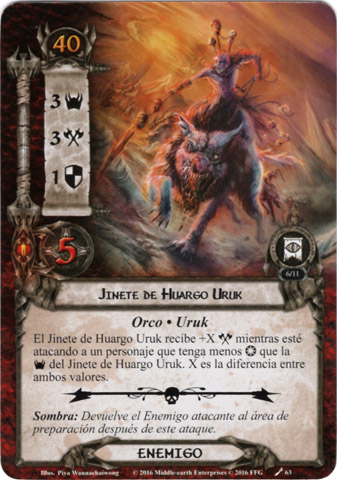 40
3
3
1
5
6/11
Jinete de Huargo Uruk
Orco • Uruk
El Jinete de Huargo Uruk recibe +X mientras esté
atacando a un personaje que tenga menos que la
del Jinete de Huargo Uruk. X es la diferencia entre
ambos valores.
Sombra: Devuelve el Enemigo atacante al área de
preparación después de este ataque.
ENEMIGO
Illus. Piya Wannachaiwong © 2016 Middle-earth Enterprises © 2016 FFG 63